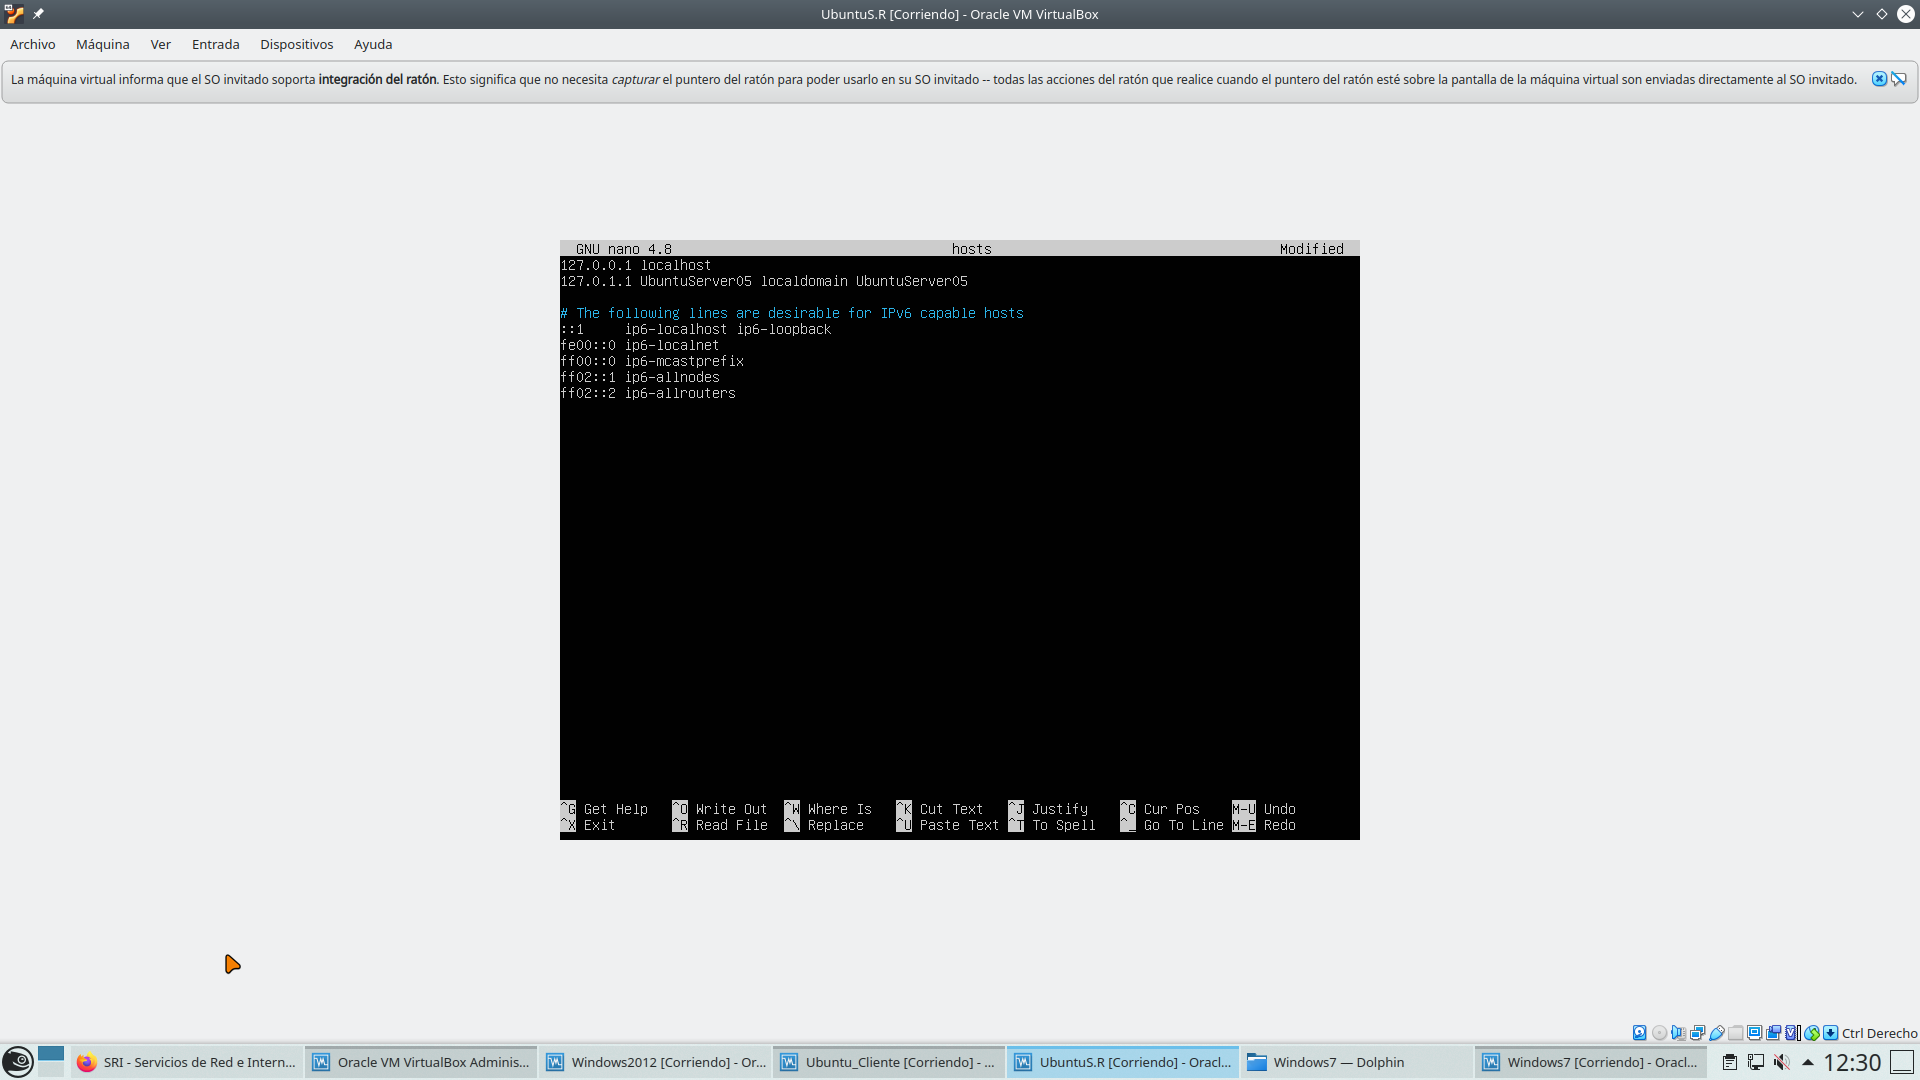 UbuntuS.R [Corriendo] - Oracle VM VirtualBox
Archivo Máquina Ver Entrada Dispositivos Ayuda
La máquina virtual informa que el SO invitado soporta integración del ratón. Esto significa que no necesita capturar el puntero del ratón para poder usarlo en su SO invitado -- todas las acciones del ratón que realice cuando el puntero del ratón esté sobre la pantalla de la máquina virtual son enviadas directamente al SO invitado.
GNU nano 4.8 hosts Modified
127.0.0.1 localhost
127.0.1.1 UbuntuServer05 localdomain UbuntuServer05
# The following lines are desirable for IPv6 capable hosts
::1 ip6-localhost ip6-loopback
fe00::0 ip6-localnet
ff00::0 ip6-mcastprefix
ff02::1 ip6-allnodes
ff02::2 ip6-allrouters
^G Get Help ^O Write Out ^W Where Is ^K Cut Text ^J Justify ^C Cur Pos M-U Undo
^X Exit ^R Read File ^\ Replace ^U Paste Text ^T To Spell ^_ Go To Line M-E Redo
Ctrl Derecho
SRI - Servicios de Red e Intern... Oracle VM VirtualBox Adminis... Windows2012 [Corriendo] - Or... Ubuntu_Cliente [Corriendo] - ... UbuntuS.R [Corriendo] - Oracl... Windows7 — Dolphin Windows7 [Corriendo] - Oracl... 12:30